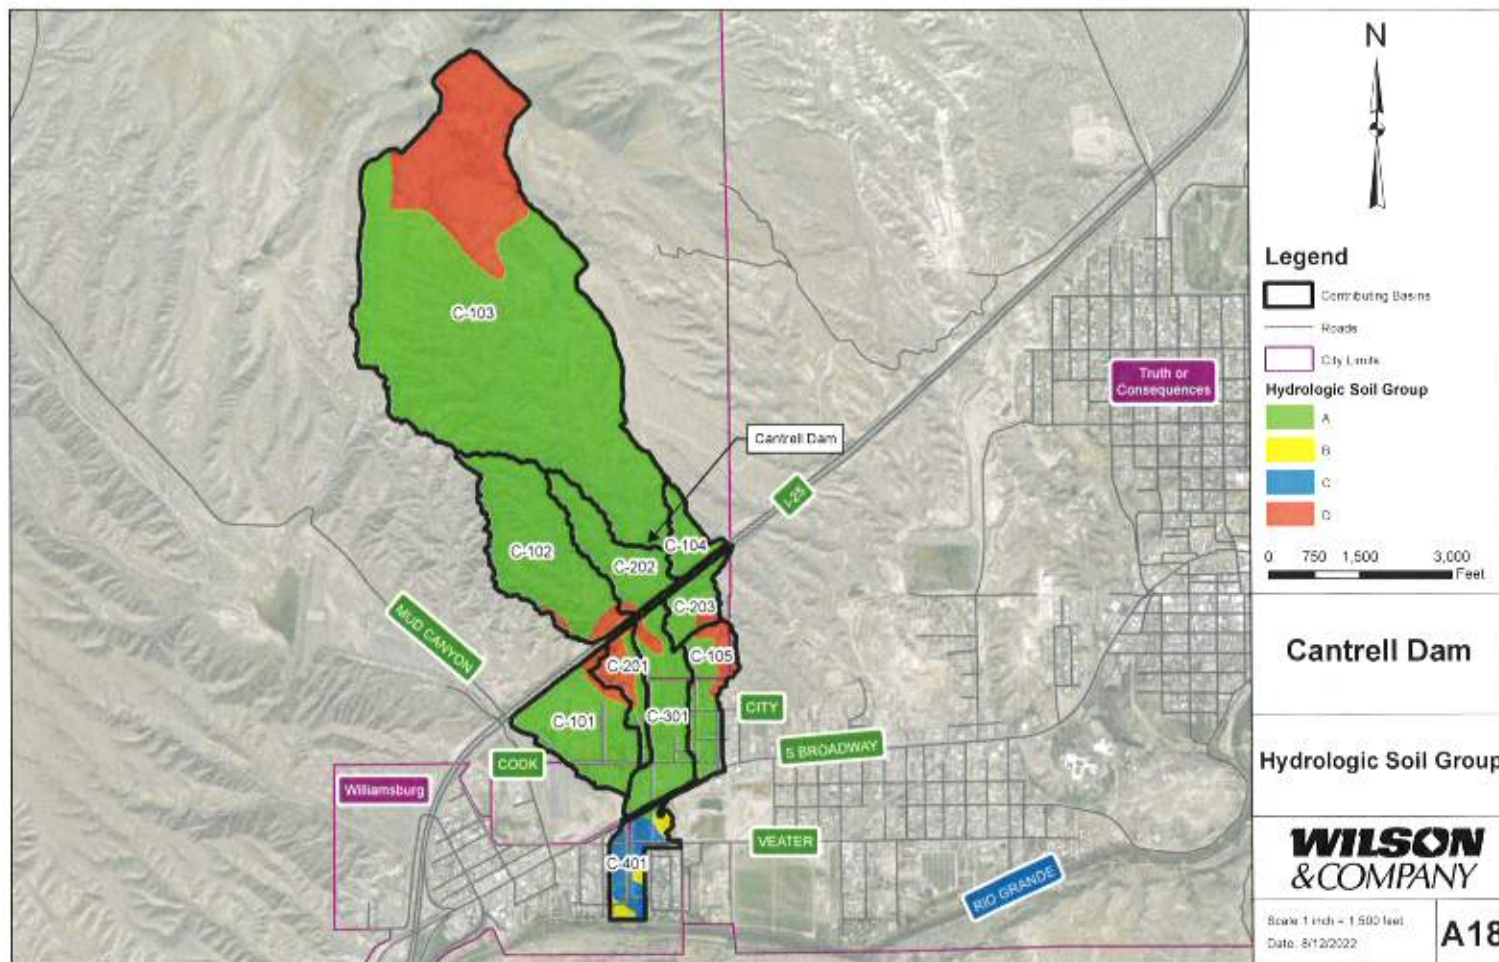 N
C-103
Cantrell Dam
I-25
Truth or
Consequences
C-102
C-104
C-202
C-203
C-105
C-201
C-101
C-301
MUD CANYON
CITY
S BROADWAY
COOK
Williamsburg
VEATER
C-401
RIO GRANDE
Legend
Contributing Basins
Roads
City Limits
Hydrologic Soil Group
A
B
C
D
0 750 1,500 3,000
Feet
Cantrell Dam
Hydrologic Soil Group
WILSON
&COMPANY
Scale 1 inch = 1,500 feet
Date: 8/12/2022
A18